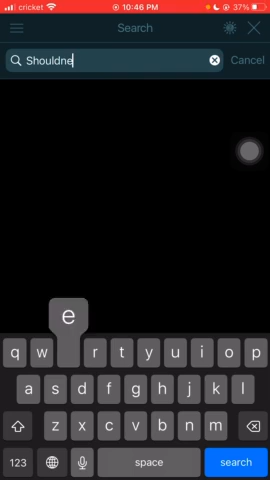 cricket 10:46 PM 37%
Search
Shouldne Cancel
e
q w r t y u i o p
a s d f g h j k l
z x c v b n m
123 space search